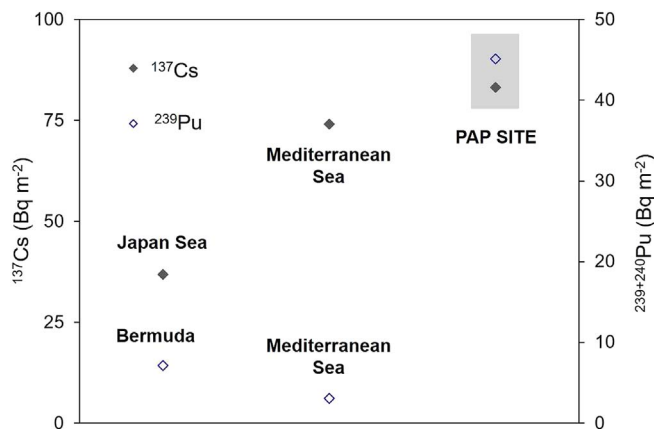 100
75
50
25
0
¹³⁷Cs (Bq m⁻²)
¹³⁷Cs
²³⁹Pu
Japan Sea
Bermuda
Mediterranean
Sea
Mediterranean
Sea
PAP SITE
50
40
30
20
10
0
²³⁹⁺²⁴⁰Pu (Bq m⁻²)